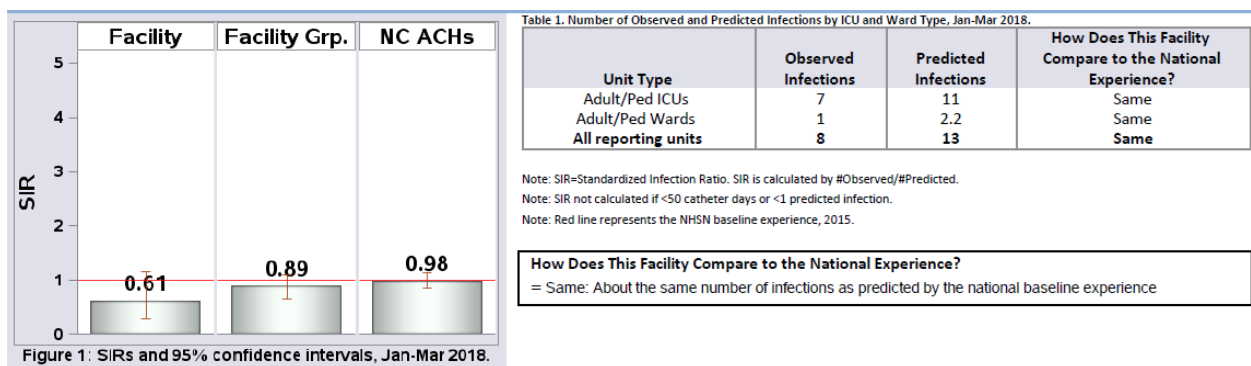 Facility Facility Grp. NC ACHs
5
4
3
2
1
0
SIR
0.61 0.89 0.98
Figure 1: SIRs and 95% confidence intervals, Jan-Mar 2018.
Table 1. Number of Observed and Predicted Infections by ICU and Ward Type, Jan-Mar 2018.
Unit Type Observed Infections Predicted Infections How Does This Facility Compare to the National Experience?
Adult/Ped ICUs 7 11 Same
Adult/Ped Wards 1 2.2 Same
All reporting units 8 13 Same
Note: SIR=Standardized Infection Ratio. SIR is calculated by #Observed/#Predicted.
Note: SIR not calculated if <50 catheter days or <1 predicted infection.
Note: Red line represents the NHSN baseline experience, 2015.
How Does This Facility Compare to the National Experience?
= Same: About the same number of infections as predicted by the national baseline experience